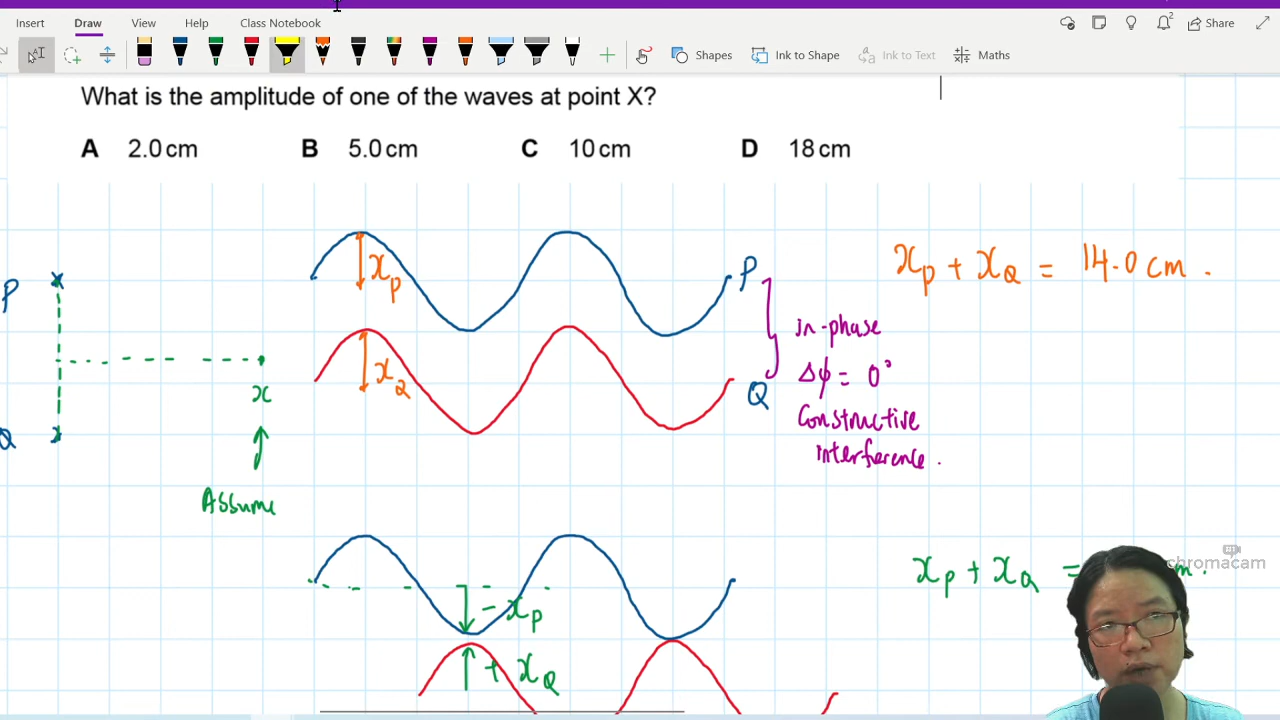 Insert Draw View Help Class Notebook Share
Shapes Ink to Shape Ink to Text Maths
What is the amplitude of one of the waves at point X?
A 2.0 cm B 5.0 cm C 10 cm D 18 cm
P
Q
x
Assume
xP
xQ
P
Q
in-phase
Δϕ = 0°
Constructive
interference.
xP + xQ = 14.0 cm.
- xP
+ xQ
xP + xQ = m.
chromacam